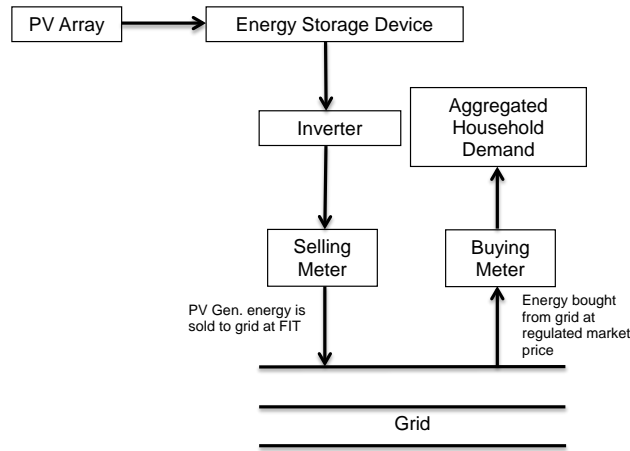 PV Array
Energy Storage Device
Inverter
Aggregated
Household
Demand
Selling
Meter
Buying
Meter
PV Gen. energy is
sold to grid at FIT
Energy bought
from grid at
regulated market
price
Grid